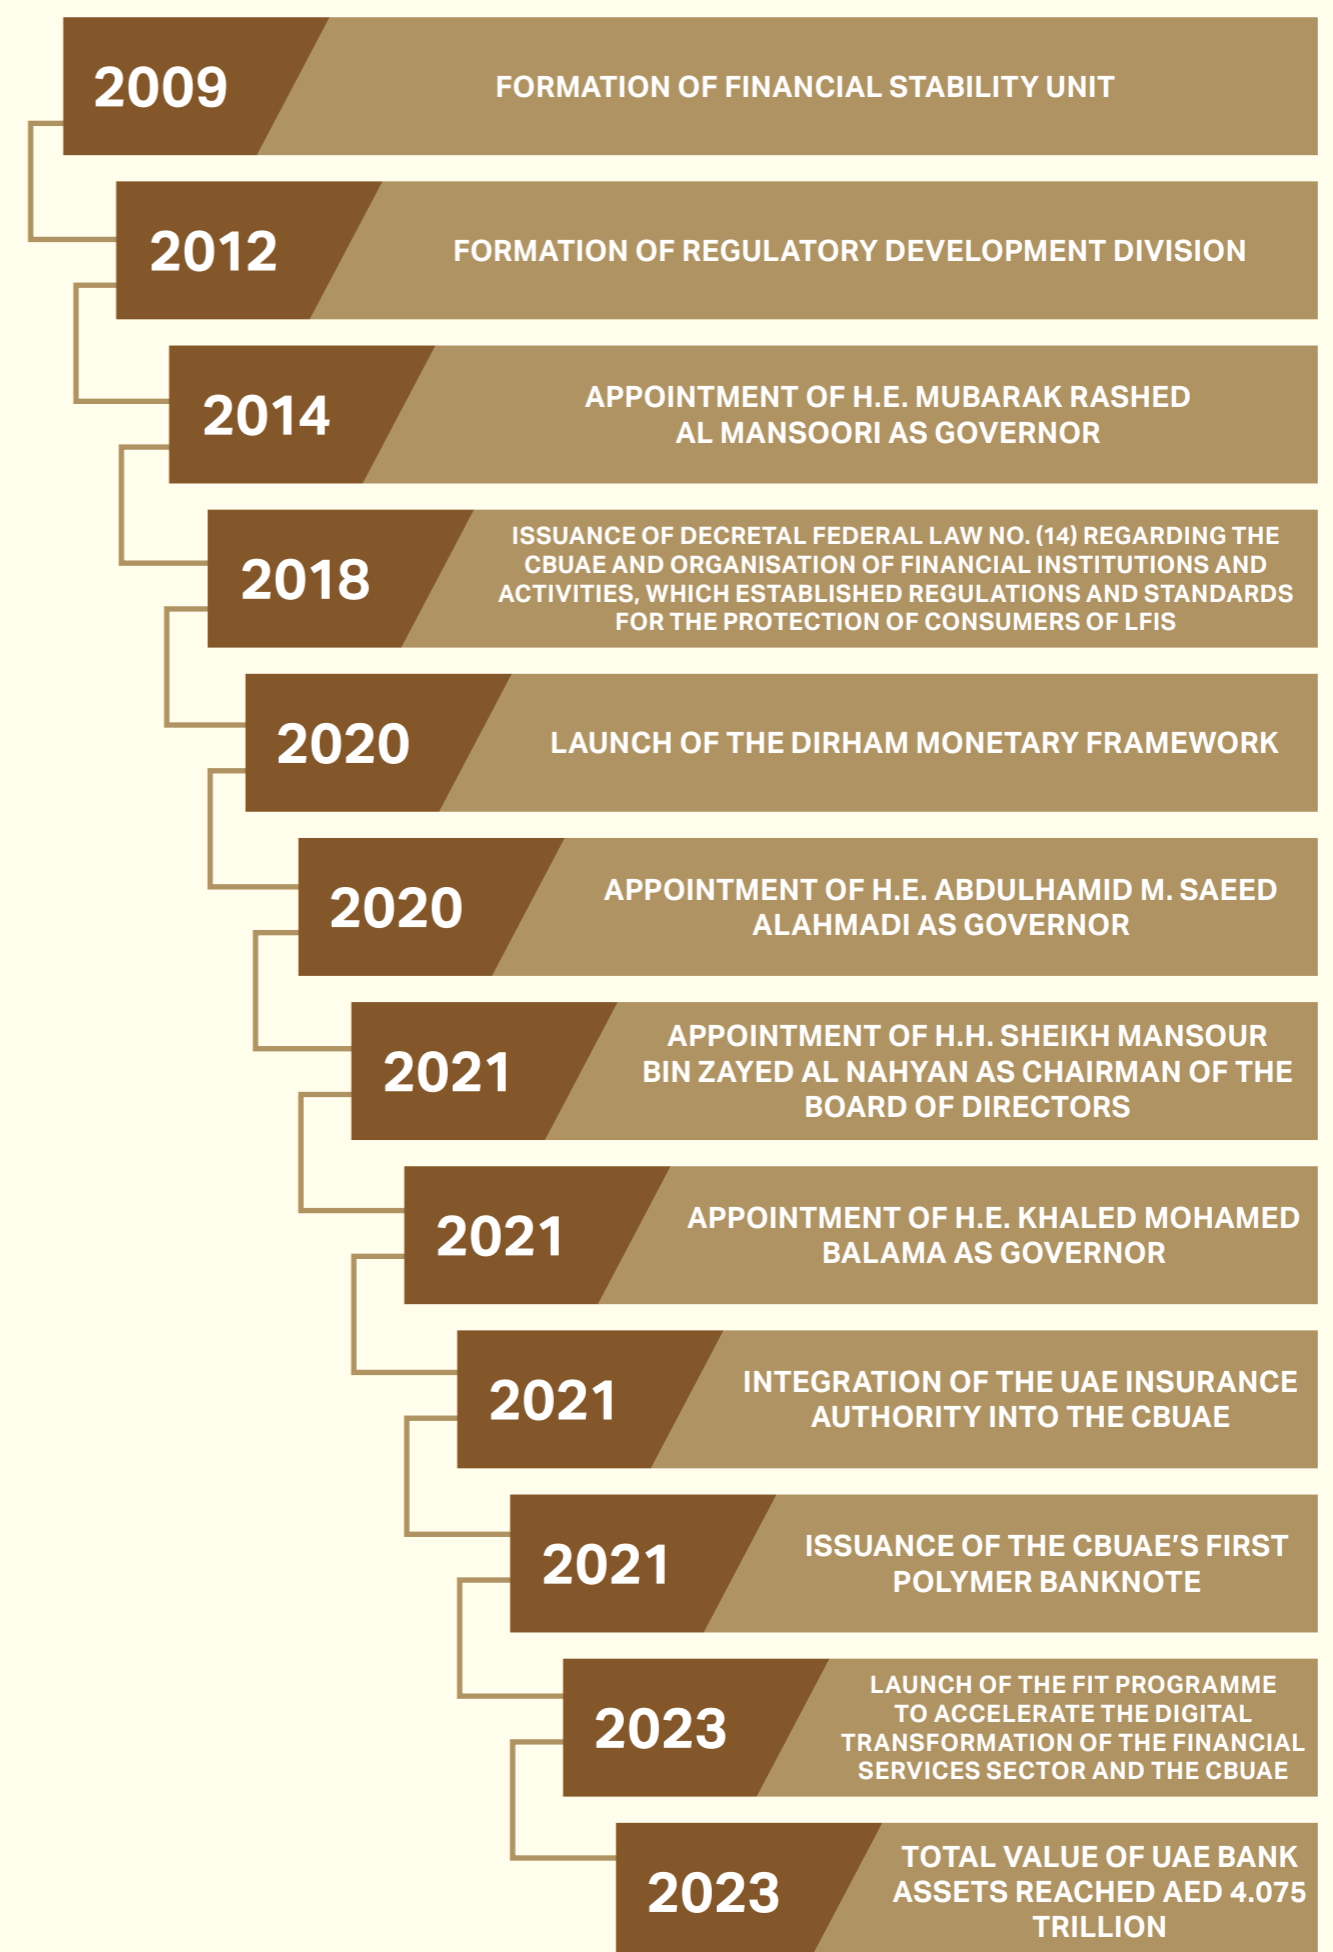 2009
FORMATION OF FINANCIAL STABILITY UNIT
2012
FORMATION OF REGULATORY DEVELOPMENT DIVISION
2014
APPOINTMENT OF H.E. MUBARAK RASHED
AL MANSOORI AS GOVERNOR
2018
ISSUANCE OF DECRETAL FEDERAL LAW NO. (14) REGARDING THE
CBUAE AND ORGANISATION OF FINANCIAL INSTITUTIONS AND
ACTIVITIES, WHICH ESTABLISHED REGULATIONS AND STANDARDS
FOR THE PROTECTION OF CONSUMERS OF LFIS
2020
LAUNCH OF THE DIRHAM MONETARY FRAMEWORK
2020
APPOINTMENT OF H.E. ABDULHAMID M. SAEED
ALAHMADI AS GOVERNOR
2021
APPOINTMENT OF H.H. SHEIKH MANSOUR
BIN ZAYED AL NAHYAN AS CHAIRMAN OF THE
BOARD OF DIRECTORS
2021
APPOINTMENT OF H.E. KHALED MOHAMED
BALAMA AS GOVERNOR
2021
INTEGRATION OF THE UAE INSURANCE
AUTHORITY INTO THE CBUAE
2021
ISSUANCE OF THE CBUAE’S FIRST
POLYMER BANKNOTE
2023
LAUNCH OF THE FIT PROGRAMME
TO ACCELERATE THE DIGITAL
TRANSFORMATION OF THE FINANCIAL
SERVICES SECTOR AND THE CBUAE
2023
TOTAL VALUE OF UAE BANK
ASSETS REACHED AED 4.075
TRILLION